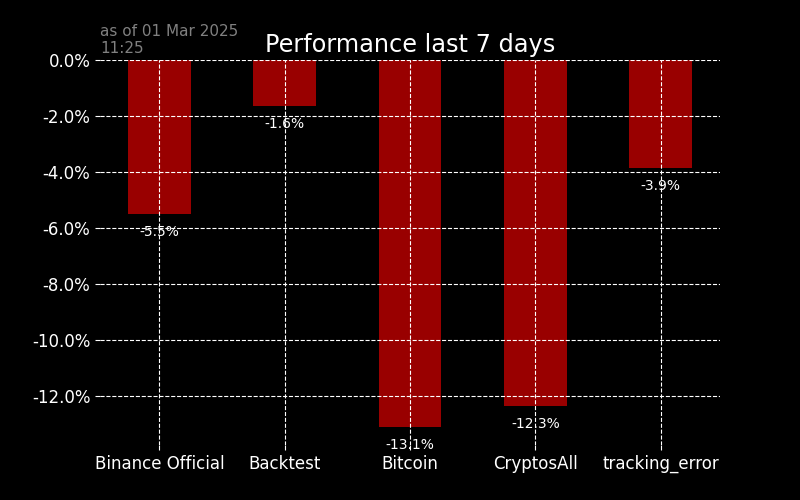 as of 01 Mar 2025
11:25
Performance last 7 days
0.0%
-2.0%
-4.0%
-6.0%
-8.0%
-10.0%
-12.0%
-5.5%
-1.6%
-13.1%
-12.3%
-3.9%
Binance Official
Backtest
Bitcoin
CryptosAll
tracking_error